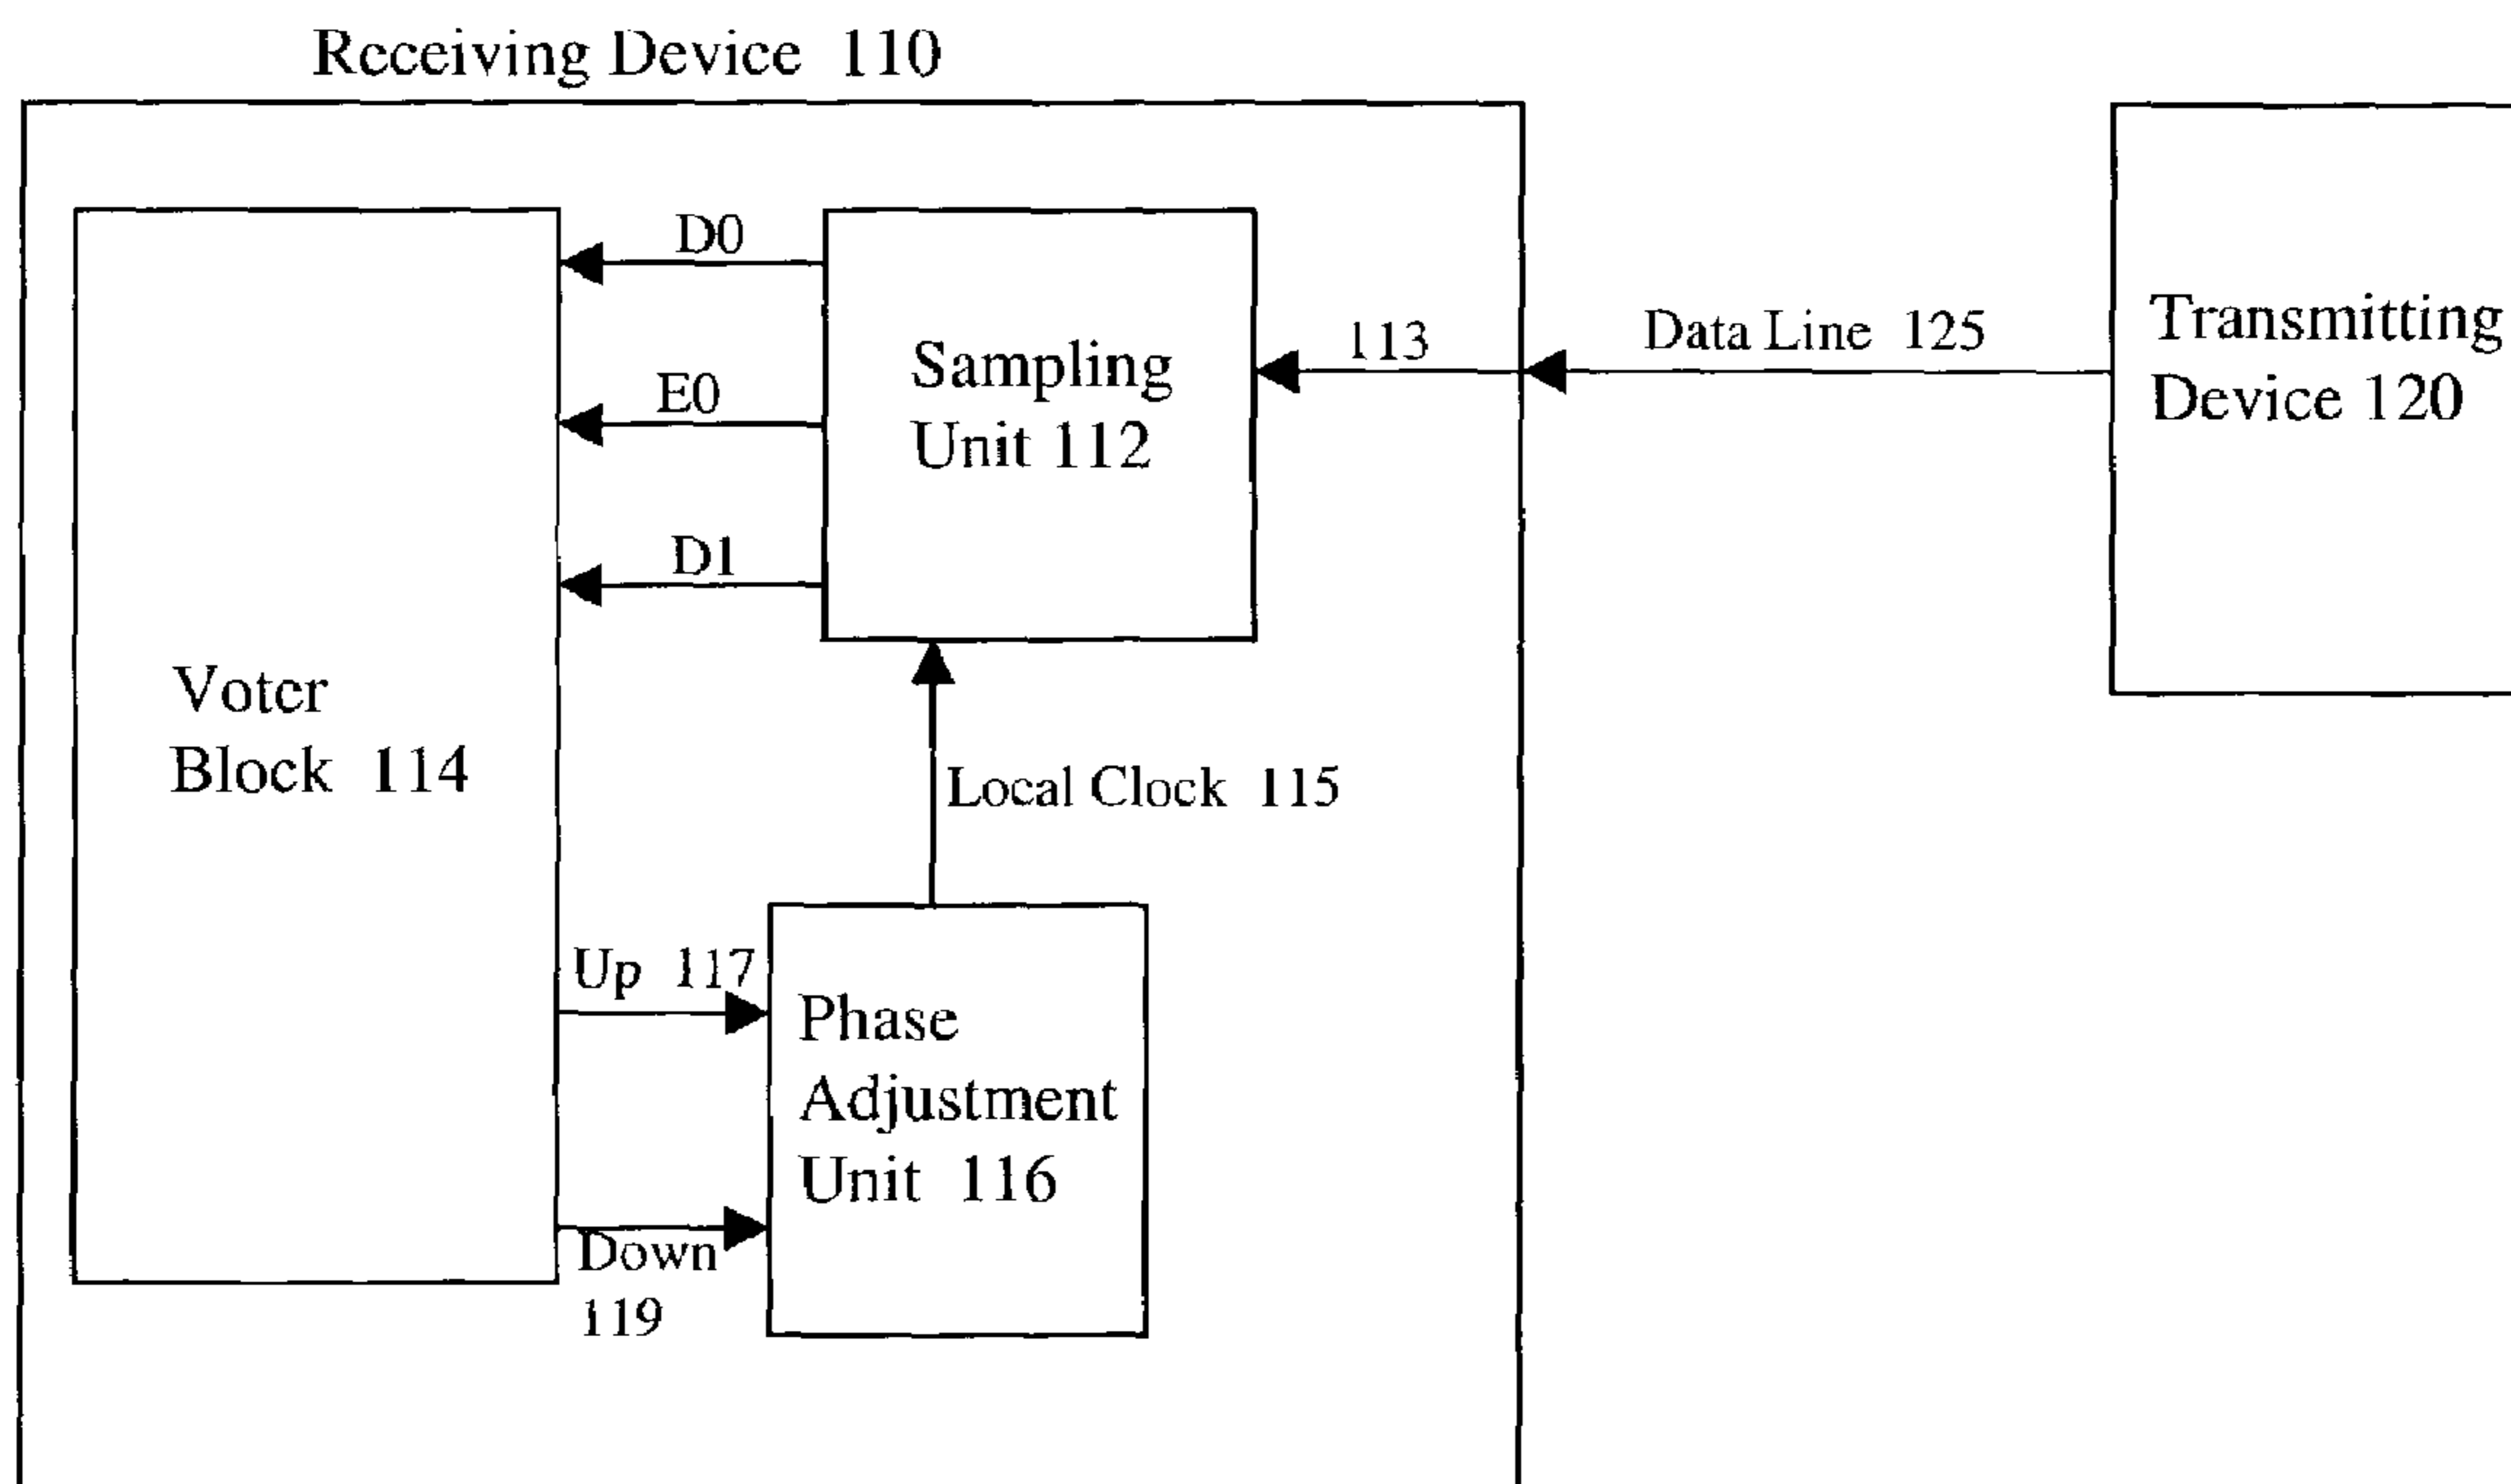 Receiving Device 110
D0
E0
D1
Sampling
Unit 112
113
Data Line 125
Transmitting
Device 120
Voter
Block 114
Local Clock 115
Up 117
Phase
Adjustment
Unit 116
Down
119